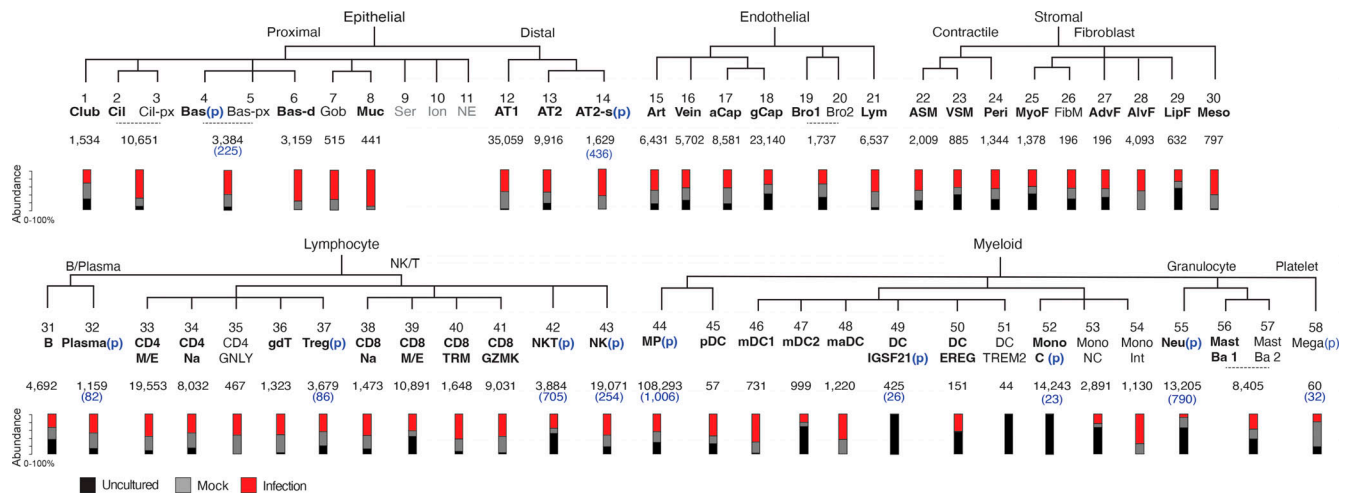 Epithelial Endothelial Stromal
Proximal Distal Contractile Fibroblast
1 2 3 4 5 6 7 8 9 10 11 12 13 14 15 16 17 18 19 20 21 22 23 24 25 26 27 28 29 30
Club Cil Cil-px Bas(p) Bas-px Bas-d Gob Muc Ser Ion NE AT1 AT2 AT2-s(p) Art Vein aCap gCap Bro1 Bro2 Lym ASM VSM Peri MyoF FibM AdvF AlvF LipF Meso
1,534 10,651 3,384 3,159 515 441 35,059 9,916 1,629 6,431 5,702 8,581 23,140 1,737 6,537 2,009 885 1,344 1,378 196 196 4,093 632 797
(225) (436)
Abundance
0-100%
Lymphocyte Myeloid
B/Plasma NK/T Granulocyte Platelet
31 32 33 34 35 36 37 38 39 40 41 42 43 44 45 46 47 48 49 50 51 52 53 54 55 56 57 58
B Plasma(p) CD4 CD4 CD4 gdT Treg(p) CD8 CD8 CD8 CD8 NKT(p) NK(p) MP(p) pDC mDC1 mDC2 maDC DC DC DC Mono Mono Mono Neu(p) Mast Mast Mega(p)
M/E Na GNLY Na M/E TRM GZMK IGSF21(p) EREG TREM2 C (p) NC Int Ba 1 Ba 2
4,692 1,159 19,553 8,032 467 1,323 3,679 1,473 10,891 1,648 9,031 3,884 19,071 108,293 57 731 999 1,220 425 151 44 14,243 2,891 1,130 13,205 8,405 60
(82) (86) (705) (254) (1,006) (26) (23) (790) (32)
Abundance
0-100%
Uncultured Mock Infection